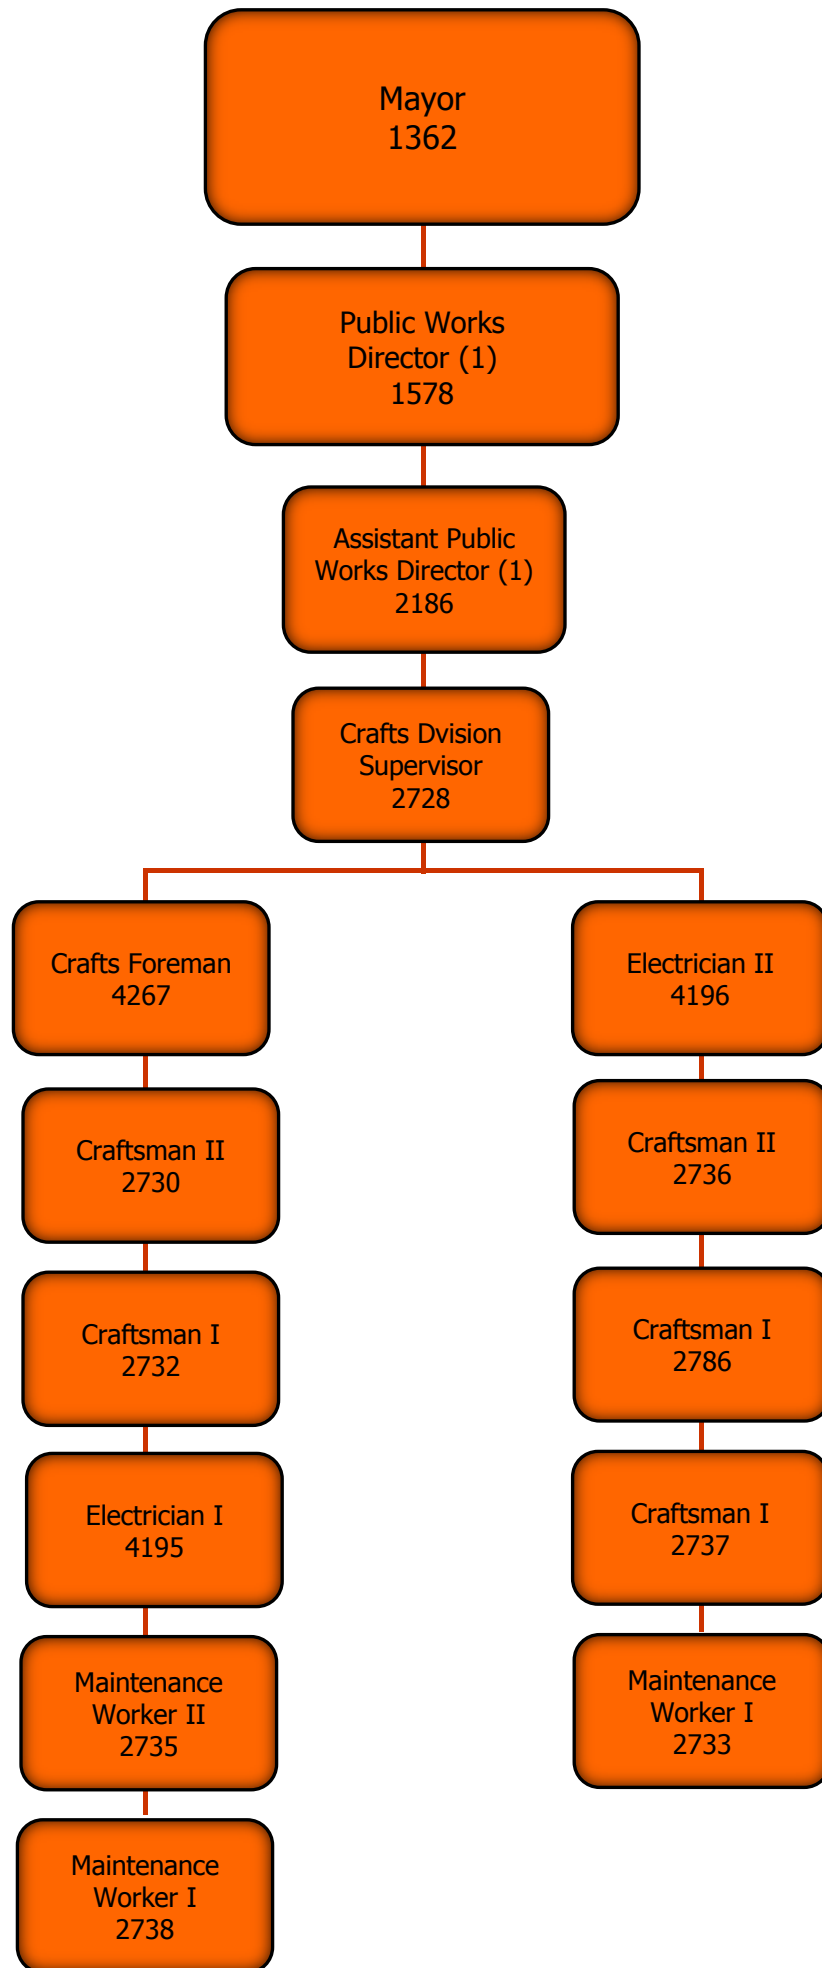 Mayor
1362
Public Works
Director (1)
1578
Assistant Public
Works Director (1)
2186
Crafts Dvision
Supervisor
2728
Crafts Foreman
4267
Craftsman II
2730
Craftsman I
2732
Electrician I
4195
Maintenance
Worker II
2735
Maintenance
Worker I
2738
Electrician II
4196
Craftsman II
2736
Craftsman I
2786
Craftsman I
2737
Maintenance
Worker I
2733